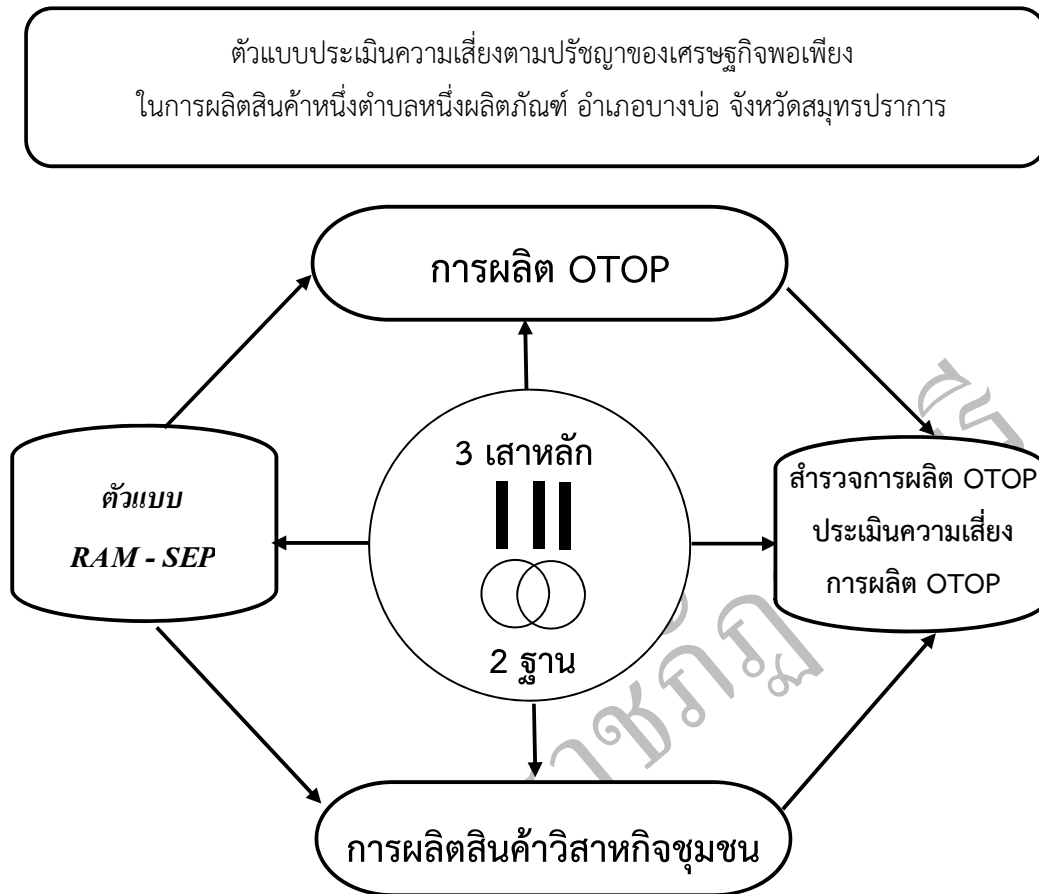 ตัวแบบประเมินความเสี่ยงตามปรัชญาของเศรษฐกิจพอเพียง
ในการผลิตสินค้าหนึ่งตำบลหนึ่งผลิตภัณฑ์ อำเภอบางบ่อ จังหวัดสมุทรปราการ
การผลิต OTOP
3 เสาหลัก
2 ฐาน
ตัวแบบ
RAM - SEP
สำรวจการผลิต OTOP
ประเมินความเสี่ยง
การผลิต OTOP
การผลิตสินค้าวิสาหกิจชุมชน